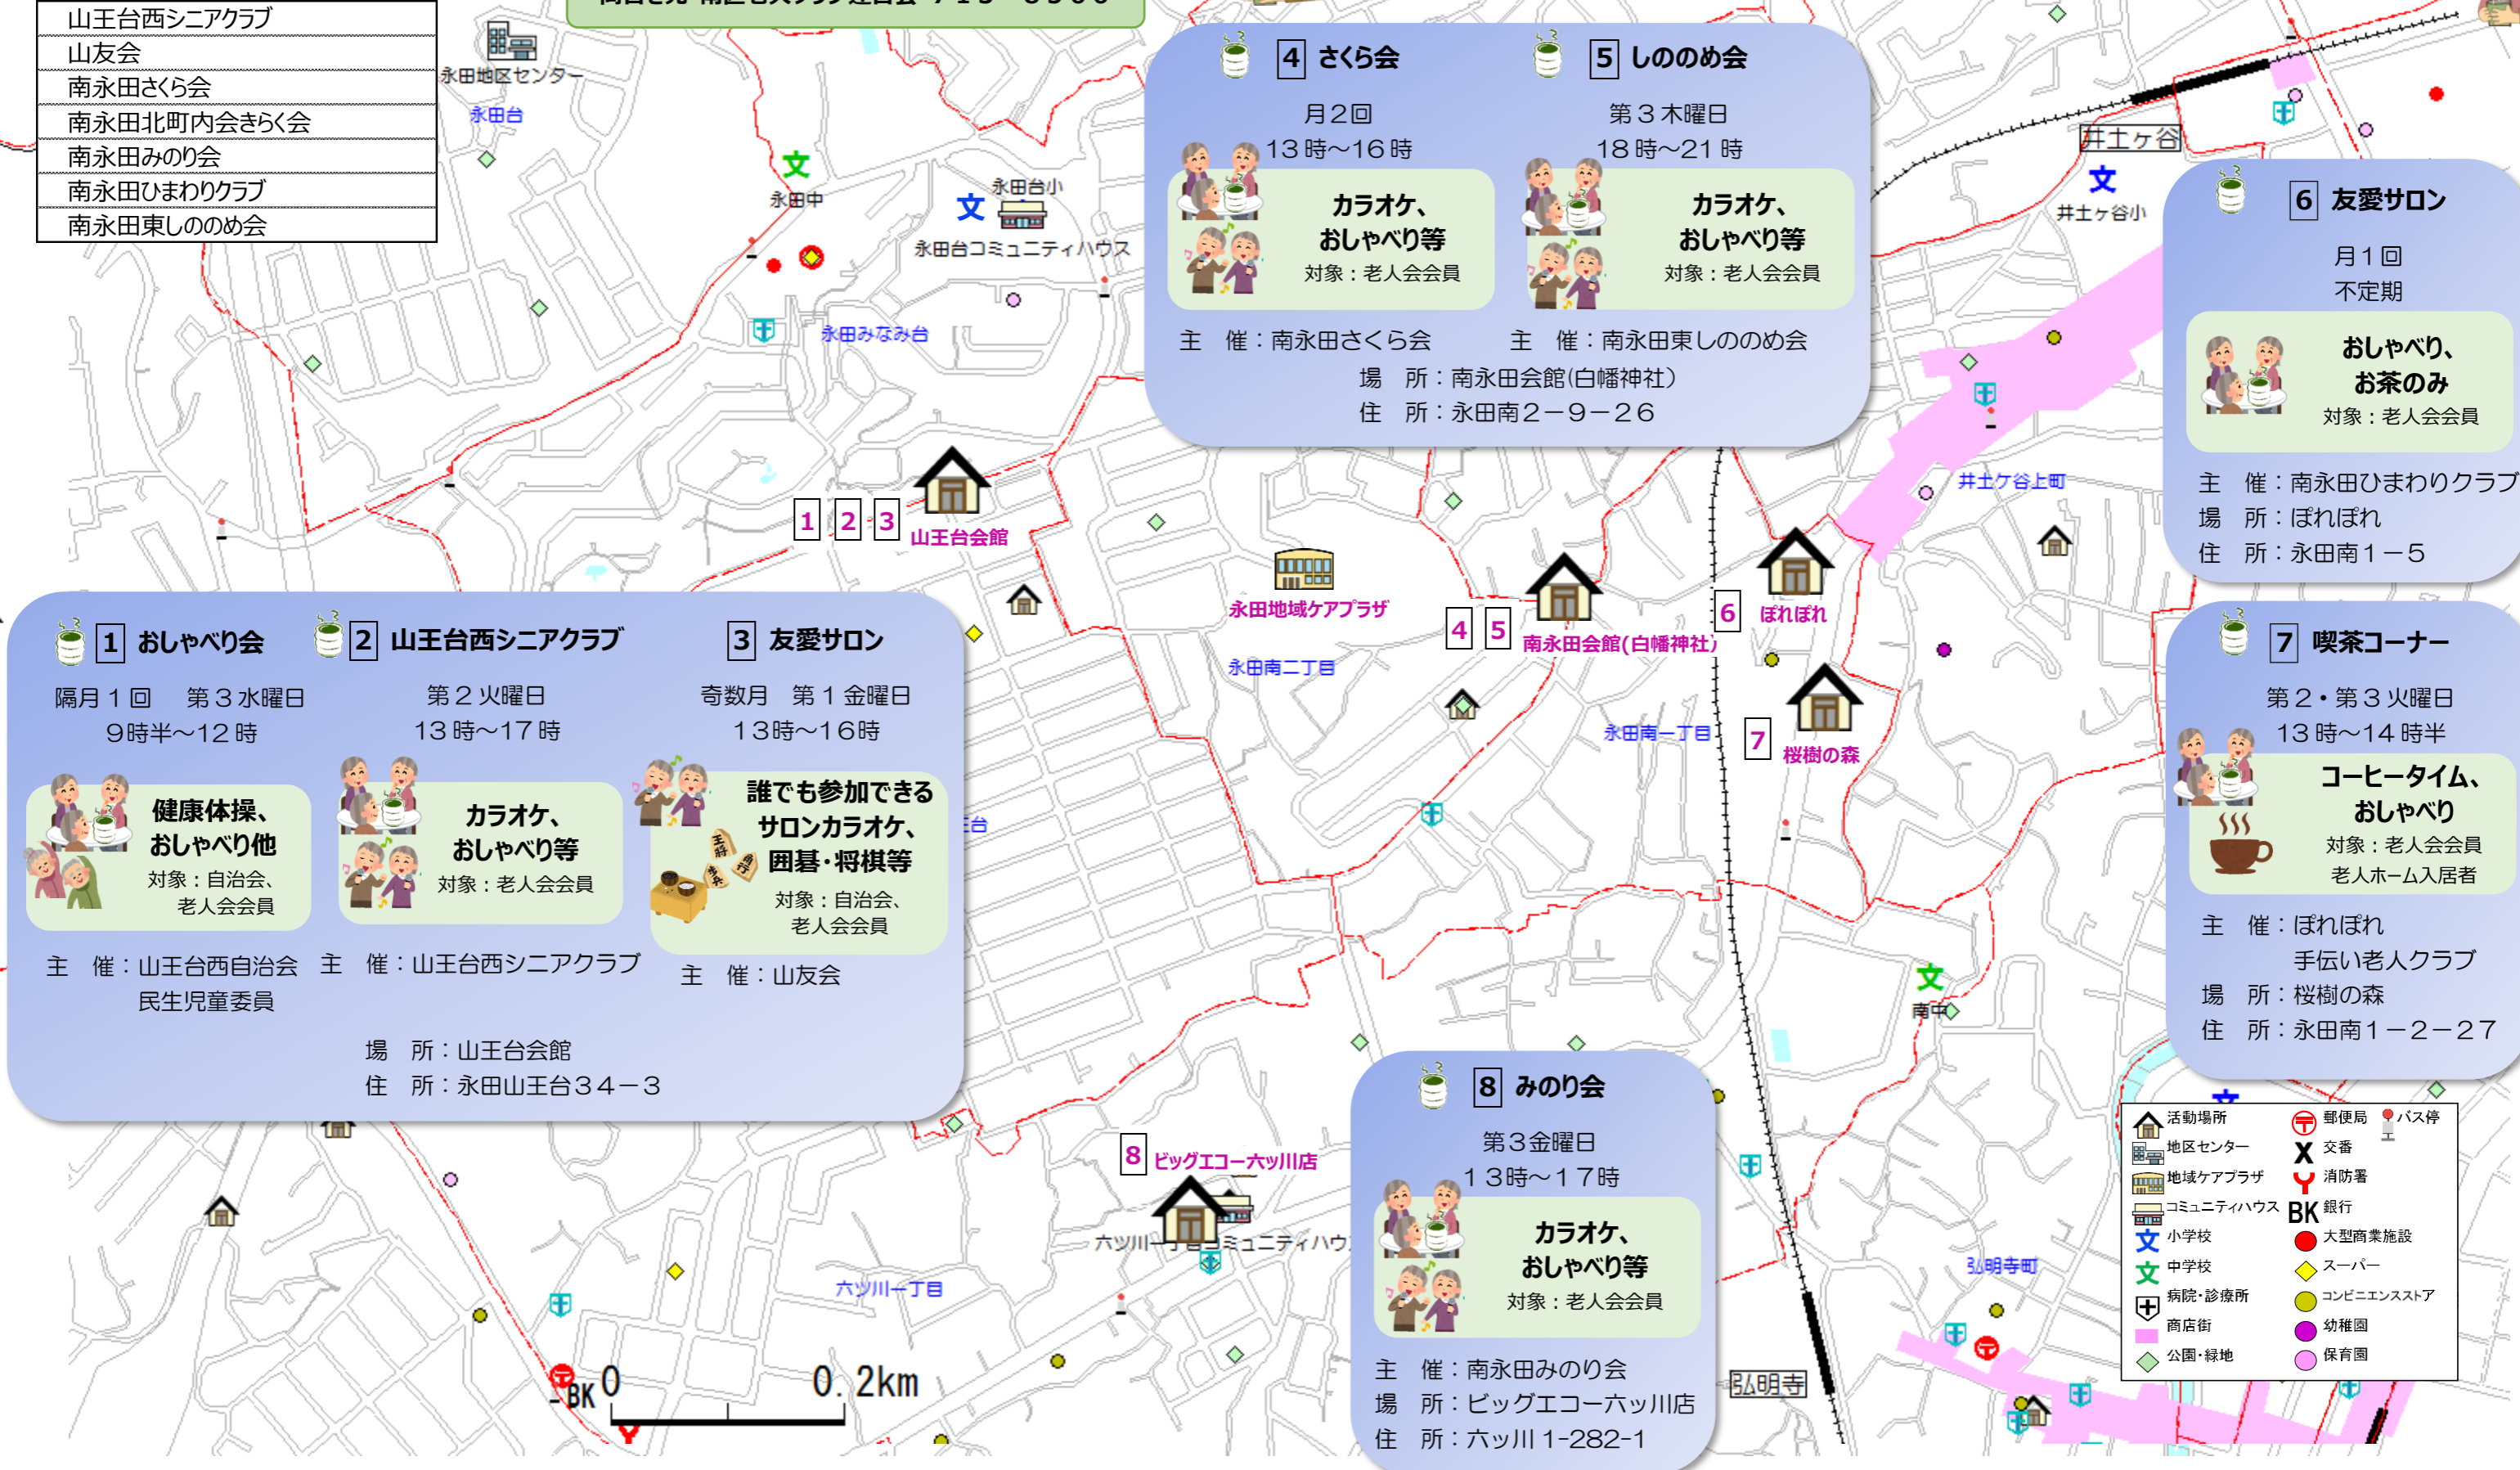 山王台西シニアクラブ
山友会
南永田さくら会
南永田北町内会きらく会
南永田みのり会
南永田ひまわりクラブ
南永田東しののめ会
永田地区センター
永田台
永田中
永田台小
永田台コミュニティハウス
永田みなみ台
4 さくら会
月２回
13時～16時
カラオケ、
おしゃべり等
対象：老人会会員
主　催：南永田さくら会
5 しののめ会
第３木曜日
18時～21時
カラオケ、
おしゃべり等
対象：老人会会員
主　催：南永田東しののめ会
場　所：南永田会館(白幡神社）
住　所：永田南２－９－26
井土ヶ谷
井土ヶ谷小
6 友愛サロン
月１回
不定期
おしゃべり、
お茶のみ
対象：老人会会員
主　催：南永田ひまわりクラブ
場　所：ぽれぽれ
住　所：永田南１－５
井土ケ谷上町
1 2 3 山王台会館
永田地域ケアプラザ
永田南二丁目
4 5 南永田会館(白幡神社)
6 ぽれぽれ
永田南一丁目
7 桜樹の森
1 おしゃべり会
隔月１回　第３水曜日
９時半～12時
健康体操、
おしゃべり他
対象：自治会、
老人会会員
主　催：山王台西自治会
民生児童委員
2 山王台西シニアクラブ
第２火曜日
13時～17時
カラオケ、
おしゃべり等
対象：老人会会員
主　催：山王台西シニアクラブ
3 友愛サロン
奇数月　第１金曜日
13時～16時
王将
角行
歩兵
誰でも参加できる
サロンカラオケ、
囲碁・将棋等
対象：自治会、
老人会会員
主　催：山友会
場　所：山王台会館
住　所：永田山王台３４－３
台
7 喫茶コーナー
第２・第３火曜日
13時～14時半
コーヒータイム、
おしゃべり
対象：老人会会員
老人ホーム入居者
主　催：ぽれぽれ
手伝い老人クラブ
場　所：桜樹の森
住　所：永田南１－２－２７
南中
8 ビッグエコー六ッ川店
六ツ川一丁目コミュニティハウ
六ツ川一丁目
8 みのり会
第３金曜日
１３時～１７時
カラオケ、
おしゃべり等
対象：老人会会員
主　催：南永田みのり会
場　所：ビッグエコー六ッ川店
住　所：六ッ川 1-282-1
弘明寺町
弘明寺
BK
0 0.2km
活動場所
地区センター
地域ケアプラザ
コミュニティハウス
文 小学校
文 中学校
病院・診療所
商店街
公園・緑地
郵便局
バス停
X 交番
消防署
BK 銀行
大型商業施設
スーパー
コンビニエンスストア
幼稚園
保育園